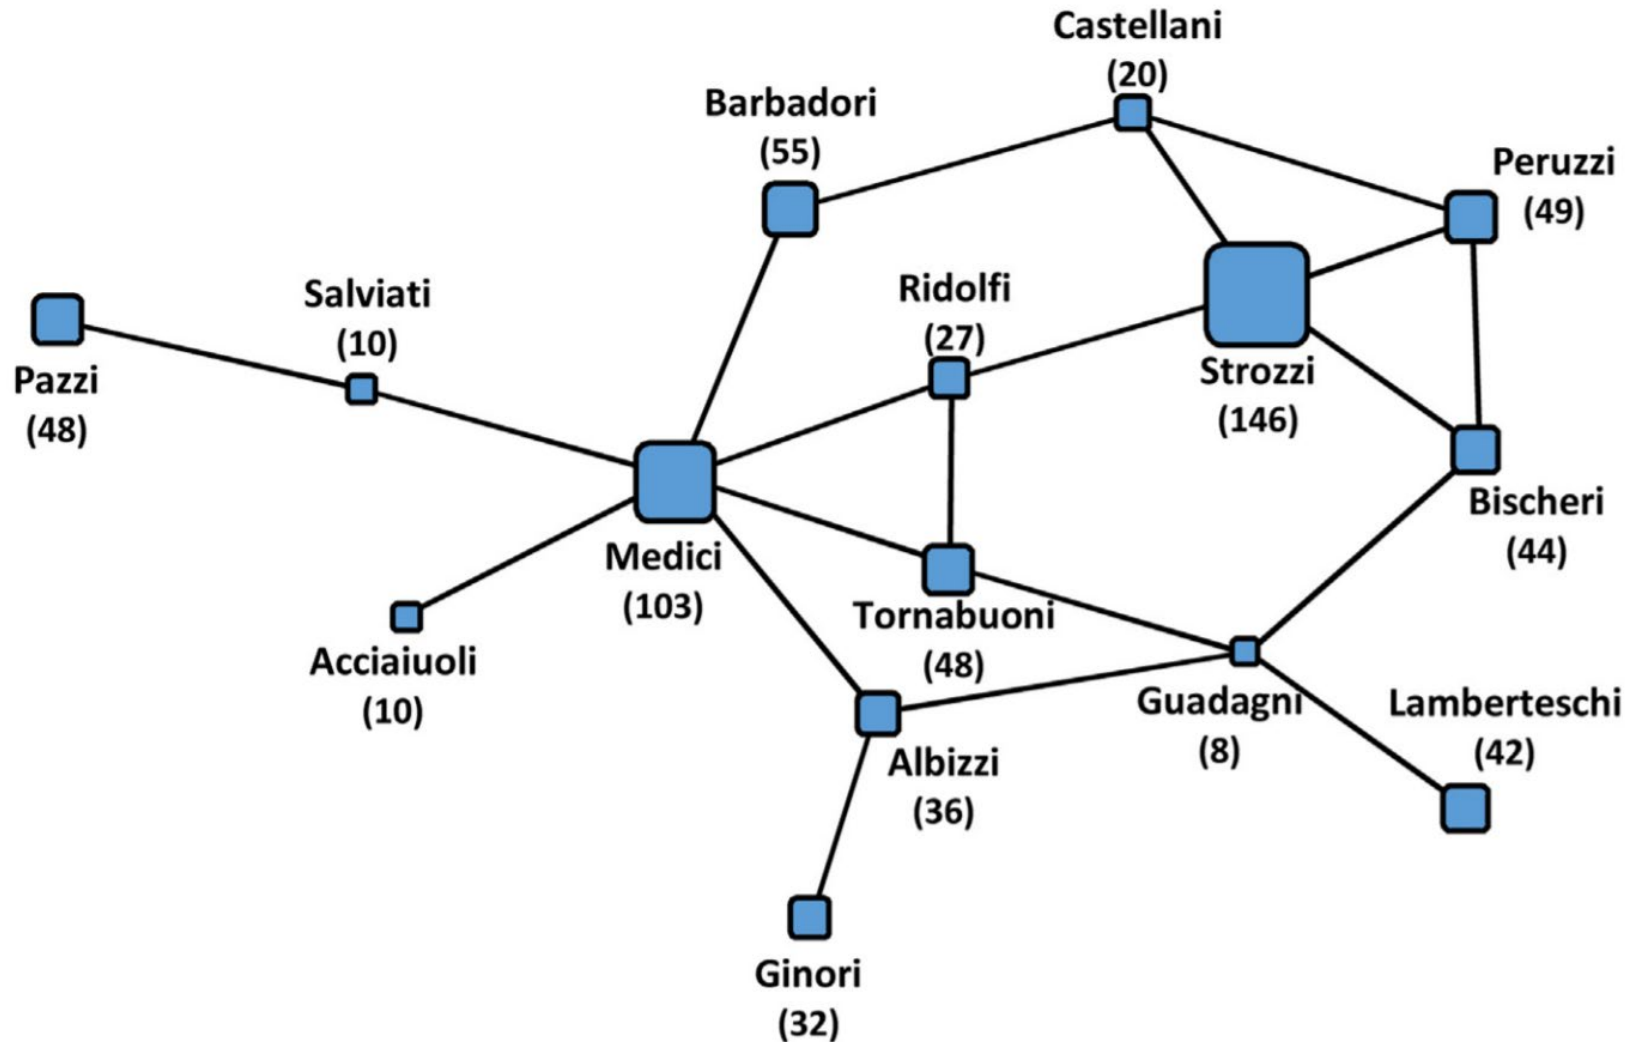 Castellani
(20)
Barbadori
(55)
Peruzzi
(49)
Salviati
(10)
Ridolfi
(27)
Pazzi
(48)
Strozzi
(146)
Medici
(103)
Bischeri
(44)
Tornabuoni
(48)
Acciaiuoli
(10)
Guadagni
(8)
Lamberteschi
(42)
Albizzi
(36)
Ginori
(32)